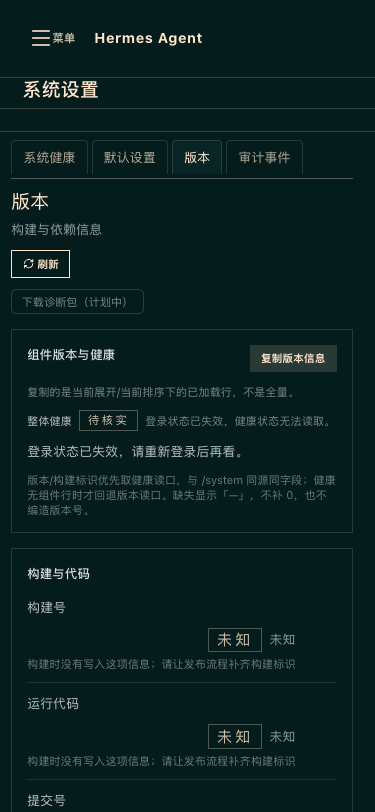 菜单 Hermes Agent
系统设置
系统健康 默认设置 版本 审计事件
版本
构建与依赖信息
刷新
下载诊断包（计划中）
组件版本与健康 复制版本信息
复制的是当前展开/当前排序下的已加载行，不是全量。
整体健康 待核实 登录状态已失效，健康状态无法读取。
登录状态已失效，请重新登录后再看。
版本/构建标识优先取健康读口，与 /system 同源同字段；健康
无组件行时才回退版本读口。缺失显示「—」，不补 0，也不
编造版本号。
构建与代码
构建号
未知 未知
构建时没有写入这项信息；请让发布流程补齐构建标识
运行代码
未知 未知
构建时没有写入这项信息；请让发布流程补齐构建标识
提交号